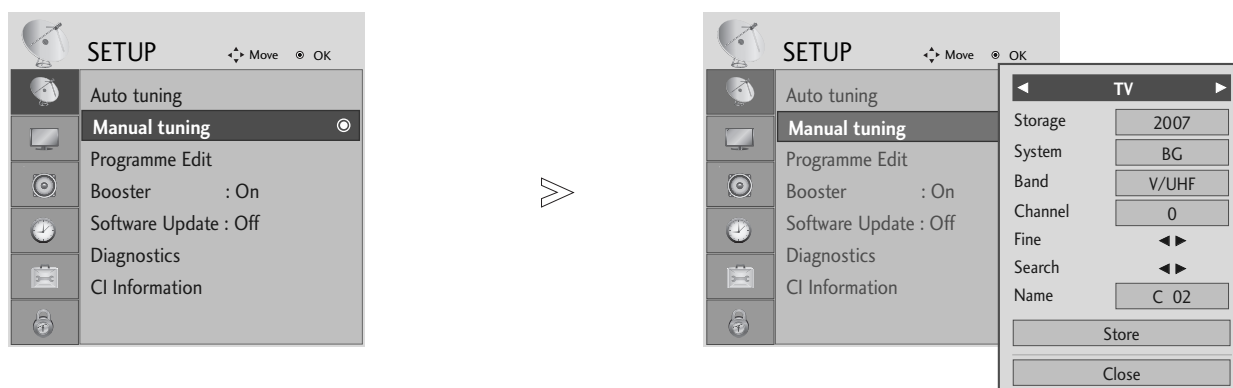 SETUP Move OK
Auto tuning
Manual tuning
Programme Edit
Booster : On
Software Update : Off
Diagnostics
CI Information
SETUP Move OK
Auto tuning
Manual tuning
Programme Edit
Booster : On
Software Update : Off
Diagnostics
CI Information
◄ TV ►
Storage 2007
System BG
Band V/UHF
Channel 0
Fine ◄►
Search ◄►
Name C 02
Store
Close